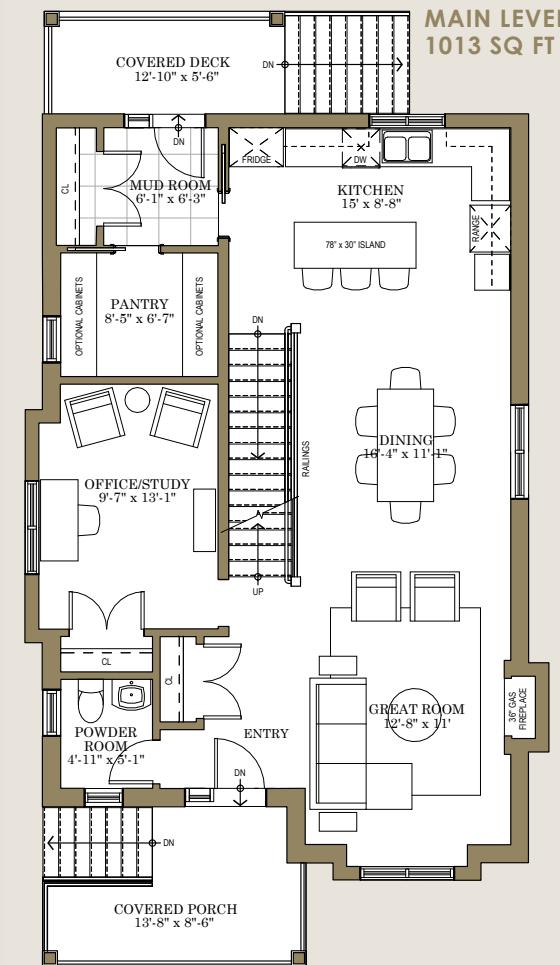 MAIN LEVEL
1013 SQ FT
COVERED DECK
12'-10" x 5'-6"
DN
DN
FRIDGE
DW
CL
MUD ROOM
6'-1" x 6'-3"
KITCHEN
15' x 8'-8"
RANGE
78" x 30" ISLAND
OPTIONAL CABINETS
PANTRY
8'-5" x 6'-7"
OPTIONAL CABINETS
DN
RAILINGS
DINING
16'-4" x 11'-1"
OFFICE/STUDY
9'-7" x 13'-1"
UP
CL
CL
GREAT ROOM
12'-8" x 11'
36" GAS
FIREPLACE
POWDER
ROOM
4'-11" x 5'-1"
ENTRY
DN
DN
COVERED PORCH
13'-8" x 8'-6"